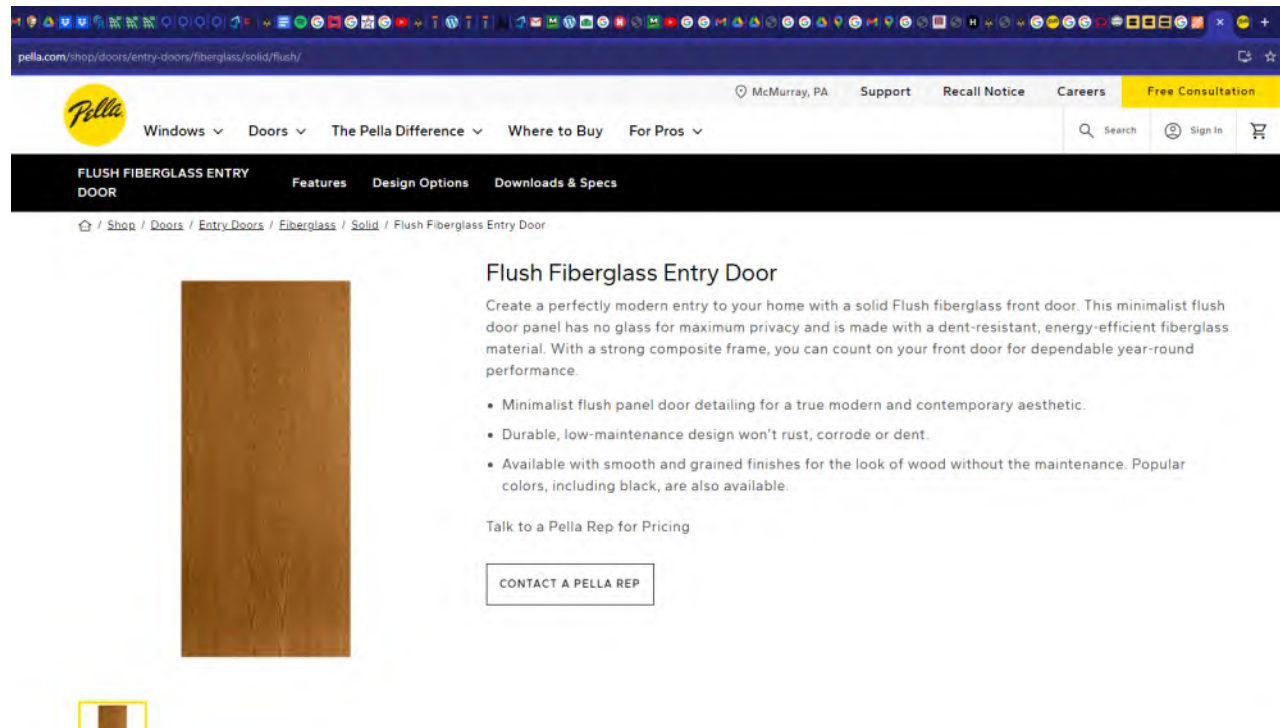 pella.com/shop/doors/entry-doors/fiberglass/solid/flush/
McMurray, PA Support Recall Notice Careers Free Consultation
Pella
Windows Doors The Pella Difference Where to Buy For Pros Search Sign In
FLUSH FIBERGLASS ENTRY
DOOR
Features Design Options Downloads & Specs
/ Shop / Doors / Entry Doors / Fiberglass / Solid / Flush Fiberglass Entry Door
Flush Fiberglass Entry Door
Create a perfectly modern entry to your home with a solid Flush fiberglass front door. This minimalist flush
door panel has no glass for maximum privacy and is made with a dent-resistant, energy-efficient fiberglass
material. With a strong composite frame, you can count on your front door for dependable year-round
performance.
• Minimalist flush panel door detailing for a true modern and contemporary aesthetic.
• Durable, low-maintenance design won't rust, corrode or dent.
• Available with smooth and grained finishes for the look of wood without the maintenance. Popular
colors, including black, are also available.
Talk to a Pella Rep for Pricing
CONTACT A PELLA REP